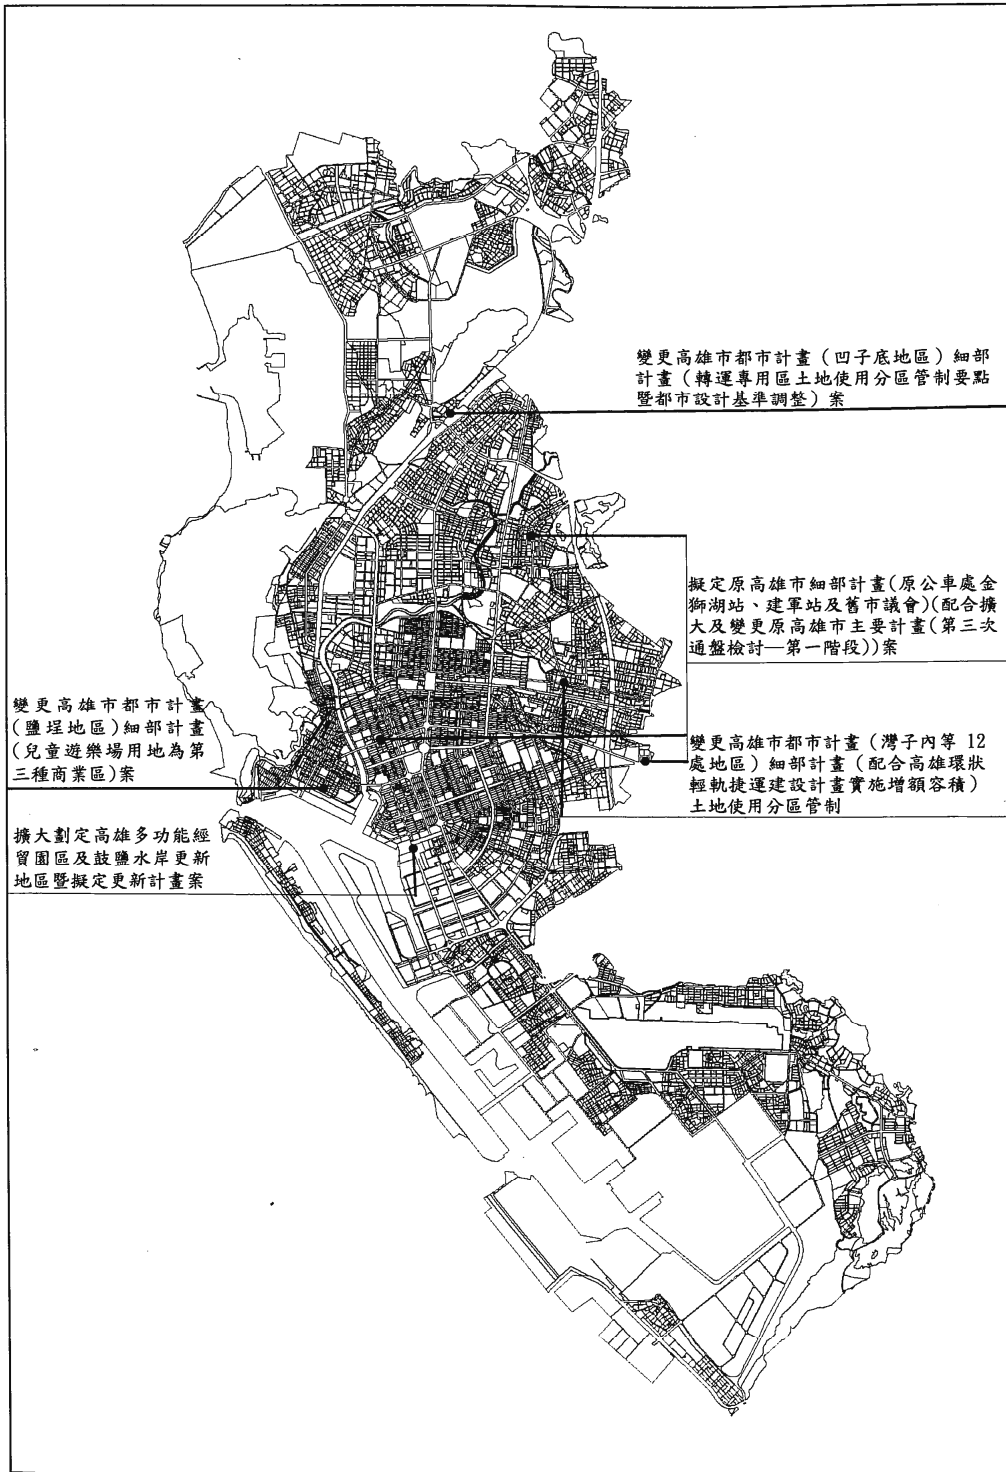 變更高雄市都市計畫（凹子底地區）細部
計畫（轉運專用區土地使用分區管制要點
暨都市設計基準調整）案
擬定原高雄市細部計畫(原公車處金
獅湖站、建軍站及舊市議會)(配合擴
大及變更原高雄市主要計畫(第三次
通盤檢討—第一階段))案
變更高雄市都市計畫
(鹽埕地區)細部計畫
(兒童遊樂場用地為第
三種商業區)案
變更高雄市都市計畫（灣子內等 12
處地區）細部計畫（配合高雄環狀
輕軌捷運建設計畫實施增額容積）
土地使用分區管制
擴大劃定高雄多功能經
貿園區及鼓鹽水岸更新
地區暨擬定更新計畫案